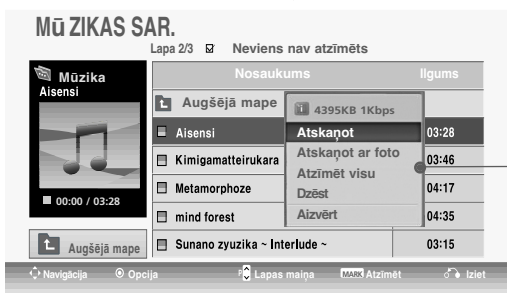 Mū ZIKAS SAR.
Lapa 2/3 Neviens nav atzīmēts
Mūzika
Aisensi
00:00 / 03:28
Augšējā mape
Nosaukums Ilgums
Augšējā mape
Aisensi 03:28
Kimigamatteirukara 03:46
Metamorphoze 04:17
mind forest 04:35
Sunano zyuzika ~ Interlude ~ 03:15
4395KB 1Kbps
Atskaņot
Atskaņot ar foto
Atzīmēt visu
Dzēst
Aizvērt
Navigācija Opcija P Lapas maiņa MARK Atzīmēt Iziet